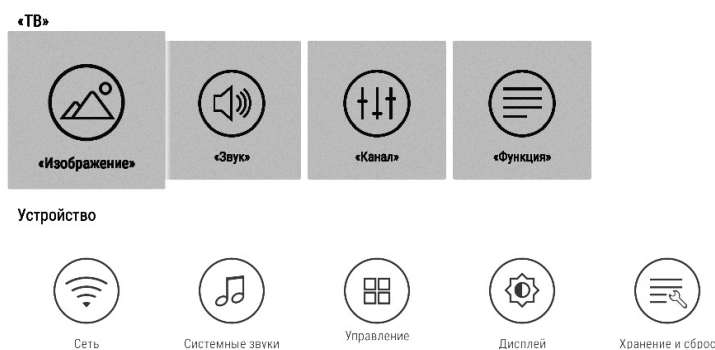 «ТВ»
«Изображение»
«Звук»
«Канал»
«Функция»
Устройство
Сеть
Системные звуки
Управление
Дисплей
Хранение и сброс